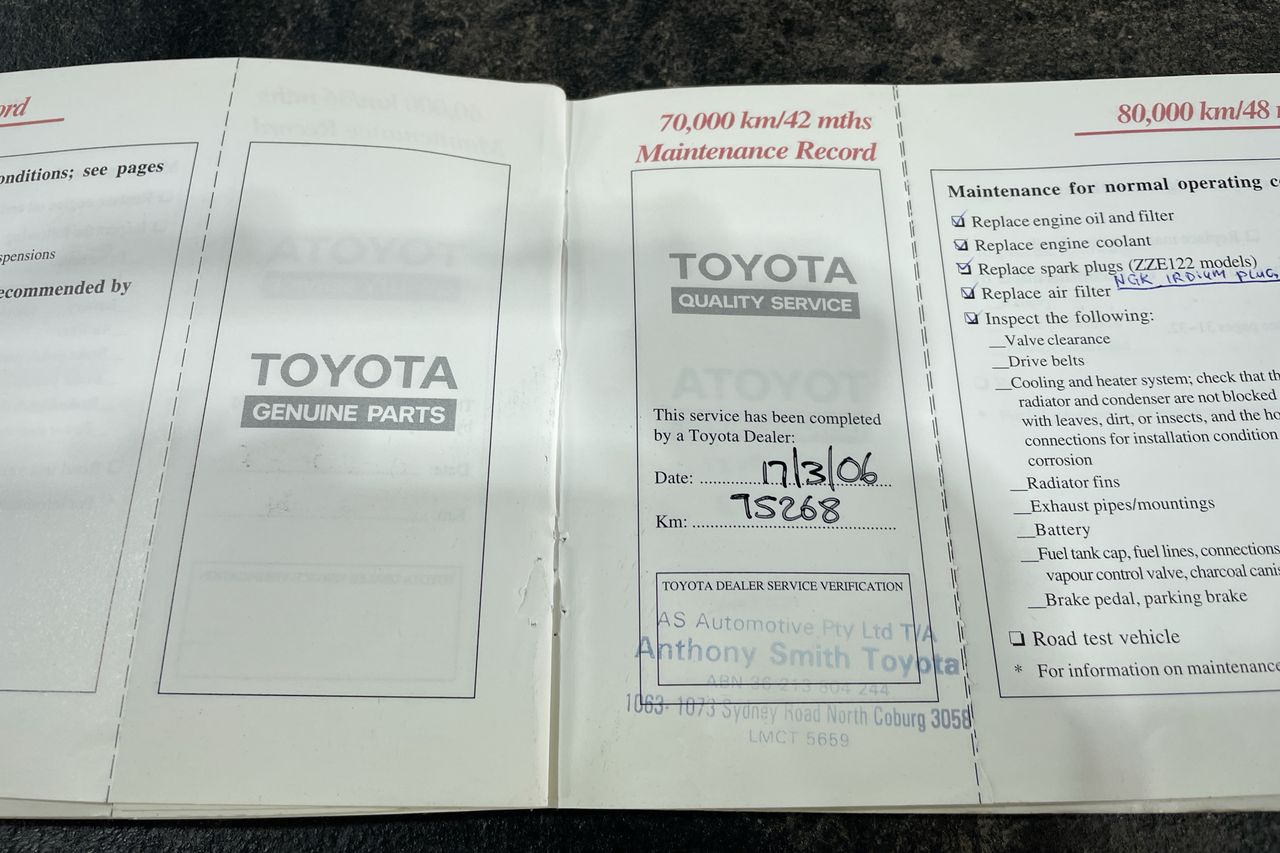 ord
onditions; see pages
spensions
ecommended by
TOYOTA
GENUINE PARTS
70,000 km/42 mths
Maintenance Record
TOYOTA
QUALITY SERVICE
This service has been completed
by a Toyota Dealer:
Date: 17/3/06
Km: 75268
TOYOTA DEALER SERVICE VERIFICATION
AS Automotive Pty Ltd T/A
Anthony Smith Toyota
ABN 36 213 804 244
1063-1073 Sydney Road North Coburg 3058
LMCT 5659
80,000 km/48
Maintenance for normal operating c
Replace engine oil and filter
Replace engine coolant
Replace spark plugs (ZZE122 models)
NGK IRDIUM PLUG
Replace air filter
Inspect the following:
Valve clearance
Drive belts
Cooling and heater system; check that th
radiator and condenser are not blocked
with leaves, dirt, or insects, and the ho
connections for installation condition
corrosion
Radiator fins
Exhaust pipes/mountings
Battery
Fuel tank cap, fuel lines, connections
vapour control valve, charcoal canis
Brake pedal, parking brake
Road test vehicle
* For information on maintenance